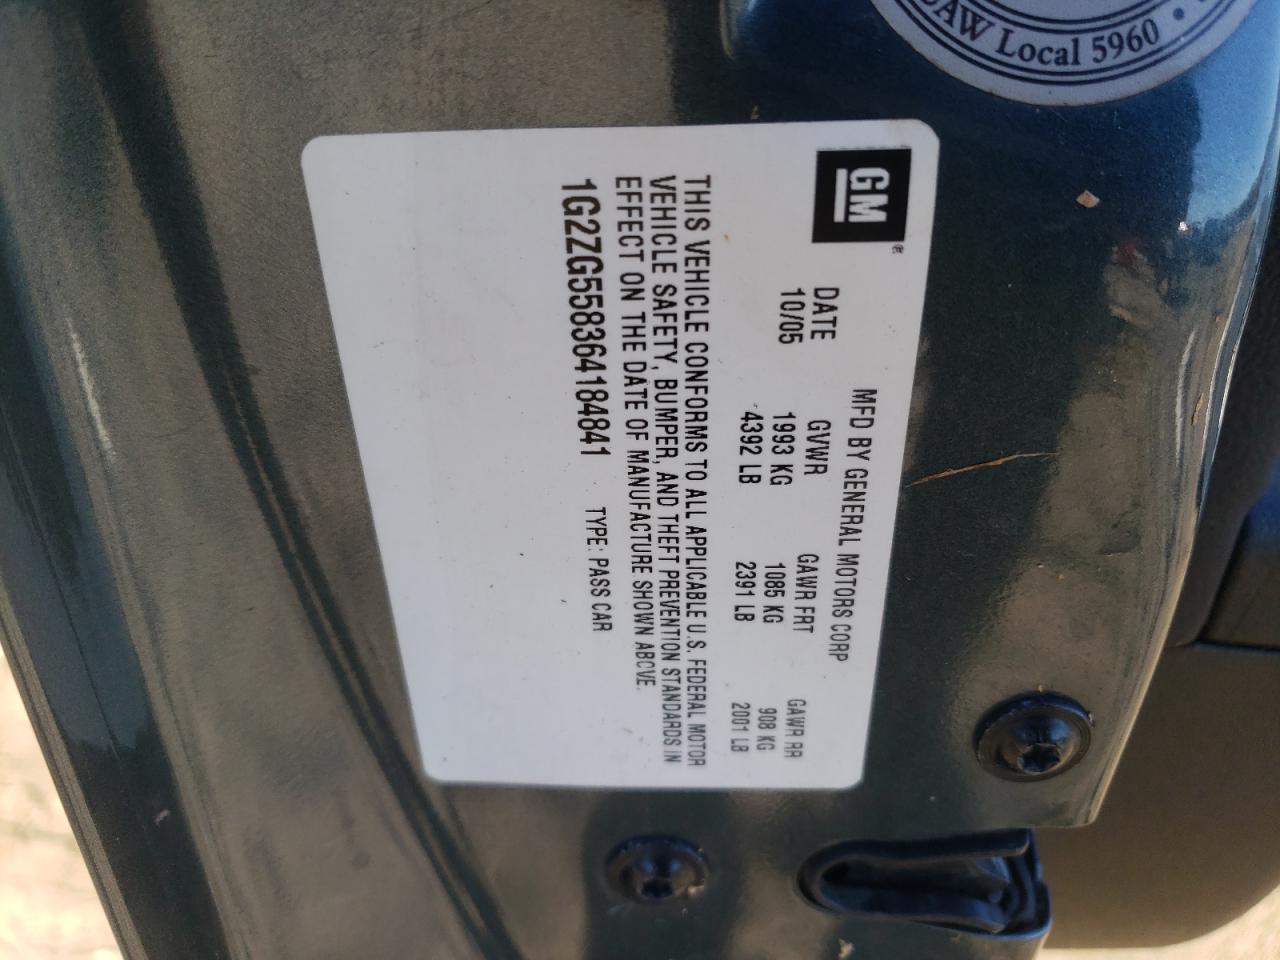 UAW Local 5960 •
GM®
MFD BY GENERAL MOTORS CORP
DATE GVWR GAWR FRT GAWR RR
10/05 1993 KG 1085 KG 908 KG
4392 LB 2391 LB 2001 LB
THIS VEHICLE CONFORMS TO ALL APPLICABLE U.S. FEDERAL MOTOR
VEHICLE SAFETY, BUMPER, AND THEFT PREVENTION STANDARDS IN
EFFECT ON THE DATE OF MANUFACTURE SHOWN ABOVE.
1G2ZG558364184841 TYPE: PASS CAR